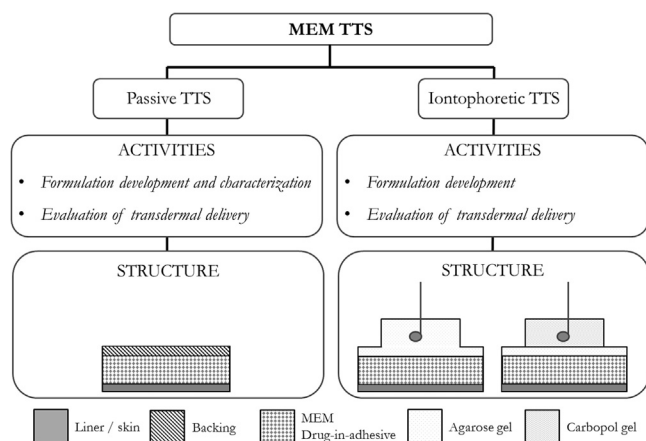 MEM TTS
Passive TTS
Iontophoretic TTS
ACTIVITIES
• Formulation development and characterization
• Evaluation of transdermal delivery
ACTIVITIES
• Formulation development
• Evaluation of transdermal delivery
STRUCTURE
STRUCTURE
Liner / skin
Backing
MEM
Drug-in-adhesive
Agarose gel
Carbopol gel